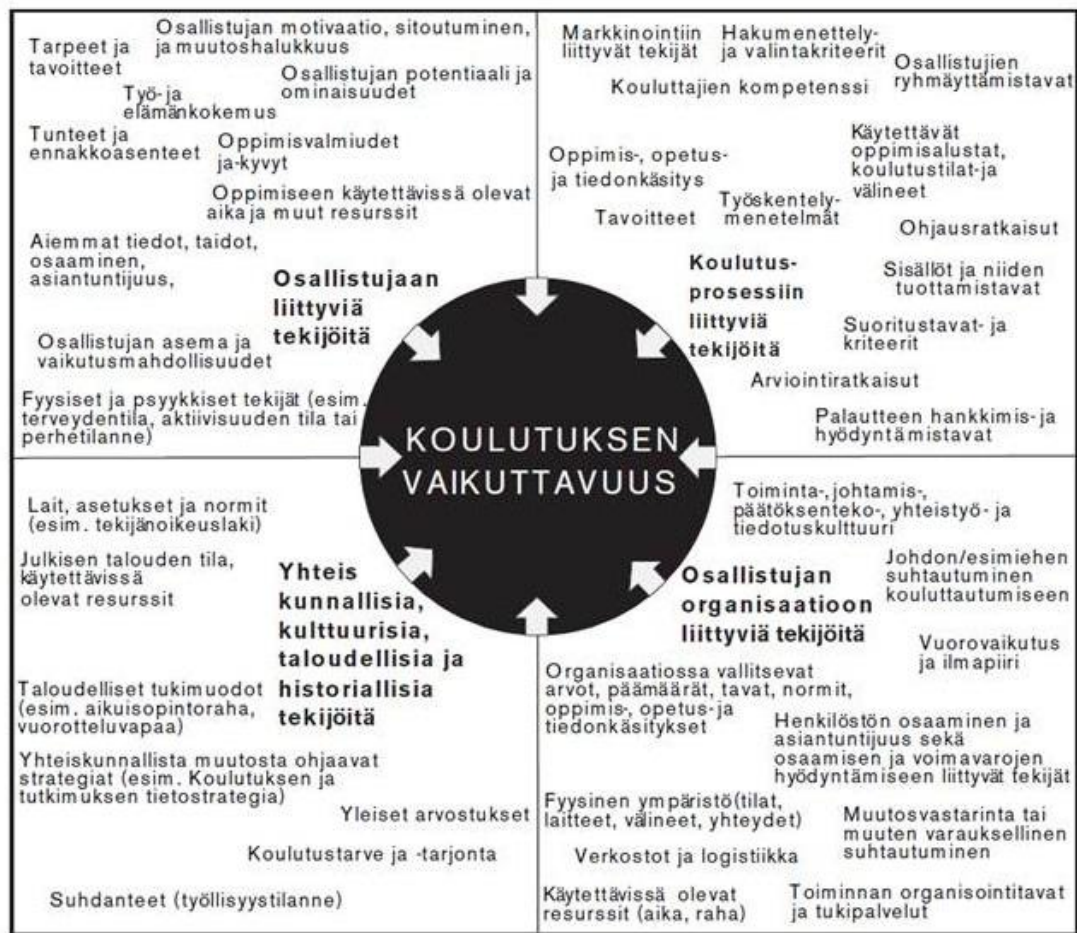 Osallistujan motivaatio, sitoutuminen,
ja muutoshalukkuus
Tarpeet ja
tavoitteet
Osallistujan potentiaali ja
ominaisuudet
Työ-ja
elämänkokemus
Tunteet ja
ennakkoasenteet
Oppimisvalmiudet
ja-kyvyt
Oppimiseen käytettävissä olevat
aika ja muut resurssit
Aiemmat tiedot, taidot,
osaaminen,
asiantuntijuus,
Osallistujaan
liittyviä
tekijöitä
Osallistujan asema ja
vaikutusmahdollisuudet
Fyysiset ja psyykkiset tekijät (esim.
terveydentila, aktiivisuuden tila tai
perhetilanne)
Markkinointiin
liittyvät tekijät
Hakumenettely-
ja valintakriteerit
Osallistujien
ryhmäyttämistavat
Kouluttajien kompetenssi
Käytettävät
oppimisalustat,
koulutustilat-ja
välineet
Oppimis-, opetus-
ja tiedonkäsitys
Työskentely-
menetelmät
Tavoitteet
Ohjausratkaisut
Koulutus-
prosessiin
liittyviä
tekijöitä
Sisällöt ja niiden
tuottamistavat
Suoritustavat- ja
kriteerit
Arviointiratkaisut
Palautteen hankkimis- ja
hyödyntämistavat
KOULUTUKSEN
VAIKUTTAVUUS
Lait, asetukset ja normit
(esim. tekijänoikeuslaki)
Julkisen talouden tila,
käytettävissä
olevat resurssit
Yhteis
kunnallisia,
kulttuurisia,
taloudellisia ja
historiallisia
tekijöitä
Taloudelliset tukimuodot
(esim. aikuisopintoraha,
vuorotteluvapaa)
Yhteiskunnallista muutosta ohjaavat
strategiat (esim. Koulutuksen ja
tutkimuksen tietostrategia)
Yleiset arvostukset
Koulutustarve ja -tarjonta
Suhdanteet (työllisyystilanne)
Toiminta-, johtamis-,
päätöksenteko-, yhteistyö- ja
tiedotuskulttuuri
Johdon/esimiehen
suhtautuminen
kouluttautumiseen
Osallistujan
organisaatioon
liittyviä tekijöitä
Vuorovaikutus
ja ilmapiiri
Organisaatiossa vallitsevat
arvot, päämäärät, tavat, normit,
oppimis-, opetus- ja
tiedonkäsitykset
Henkilöstön osaaminen ja
asiantuntijuus sekä
osaamisen ja voimavarojen
hyödyntämiseen liittyvät tekijät
Fyysinen ympäristö(tilat,
laitteet, välineet, yhteydet)
Muutosvastarinta tai
muuten varauksellinen
suhtautuminen
Verkostot ja logistiikka
Käytettävissä olevat
resurssit (aika, raha)
Toiminnan organisointitavat
ja tukipalvelut